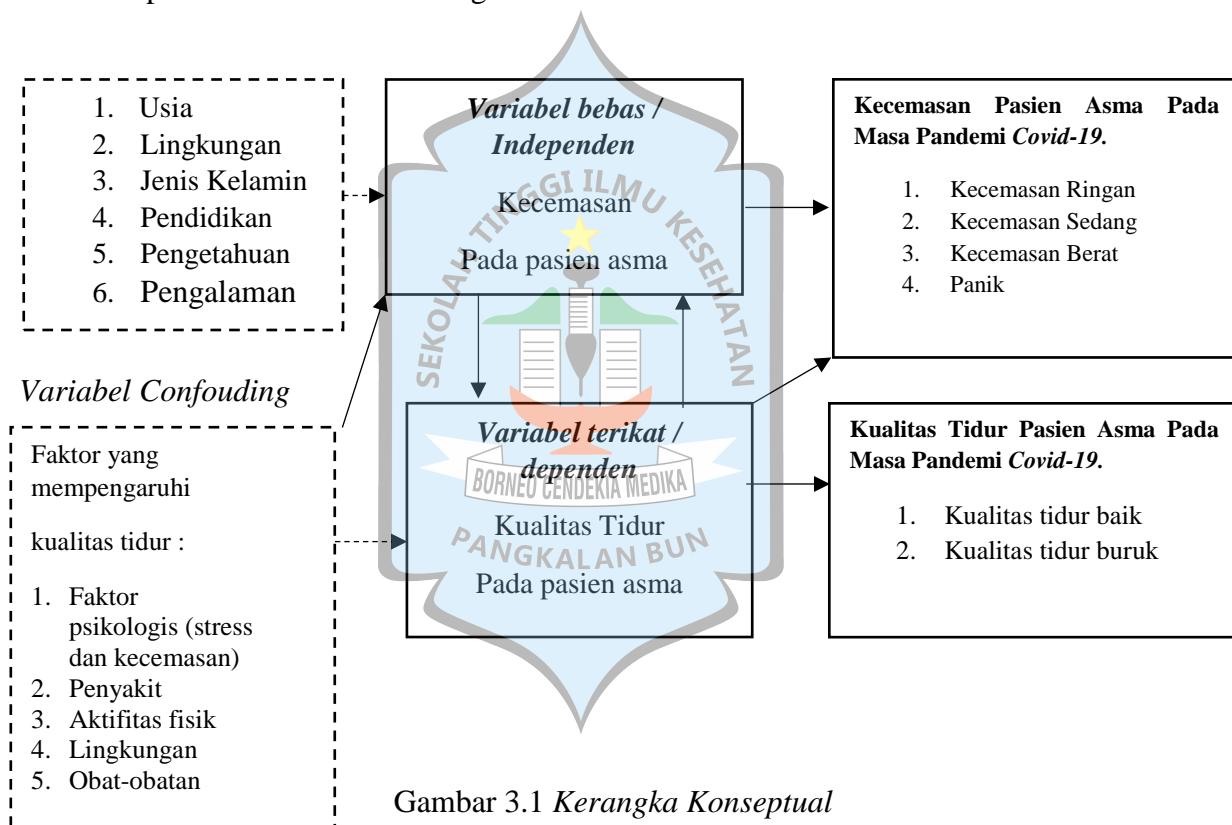 1. Usia
2. Lingkungan
3. Jenis Kelamin
4. Pendidikan
5. Pengetahuan
6. Pengalaman
Variabel bebas /
Independen
Kecemasan
Pada pasien asma
Kecemasan Pasien Asma Pada
Masa Pandemi Covid-19.
1. Kecemasan Ringan
2. Kecemasan Sedang
3. Kecemasan Berat
4. Panik
SEKOLAH TINGGI ILMU KESEHATAN
Variabel Confouding
Faktor yang
mempengaruhi
kualitas tidur :
1. Faktor
psikologis (stress
dan kecemasan)
2. Penyakit
3. Aktifitas fisik
4. Lingkungan
5. Obat-obatan
Variabel terikat /
dependen
Kualitas Tidur
Pada pasien asma
BORNEO CENDEKIA MEDIKA
PANGKALAN BUN
Kualitas Tidur Pasien Asma Pada
Masa Pandemi Covid-19.
1. Kualitas tidur baik
2. Kualitas tidur buruk
Gambar 3.1 Kerangka Konseptual